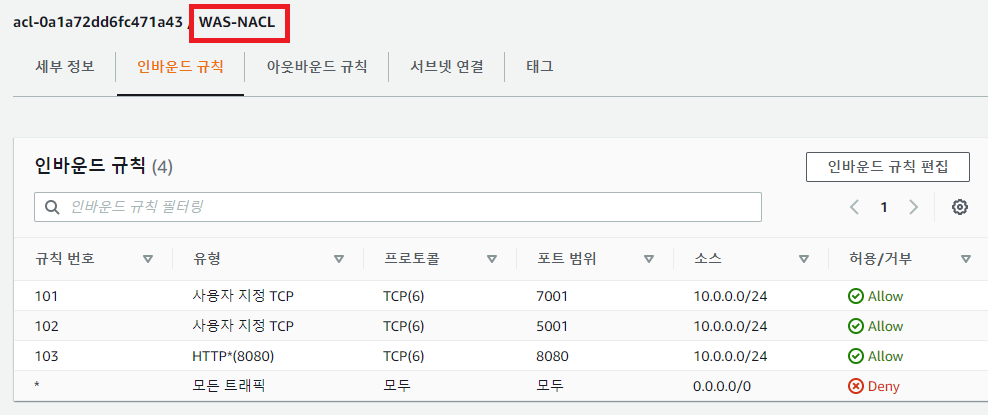 acl-0a1a72dd6fc471a43 / WAS-NACL
세부 정보 인바운드 규칙 아웃바운드 규칙 서브넷 연결 태그
인바운드 규칙 (4) 인바운드 규칙 편집
인바운드 규칙 필터링 1
규칙 번호 유형 프로토콜 포트 범위 소스 허용/거부
101 사용자 지정 TCP TCP(6) 7001 10.0.0.0/24 Allow
102 사용자 지정 TCP TCP(6) 5001 10.0.0.0/24 Allow
103 HTTP*(8080) TCP(6) 8080 10.0.0.0/24 Allow
* 모든 트래픽 모두 모두 0.0.0.0/0 Deny